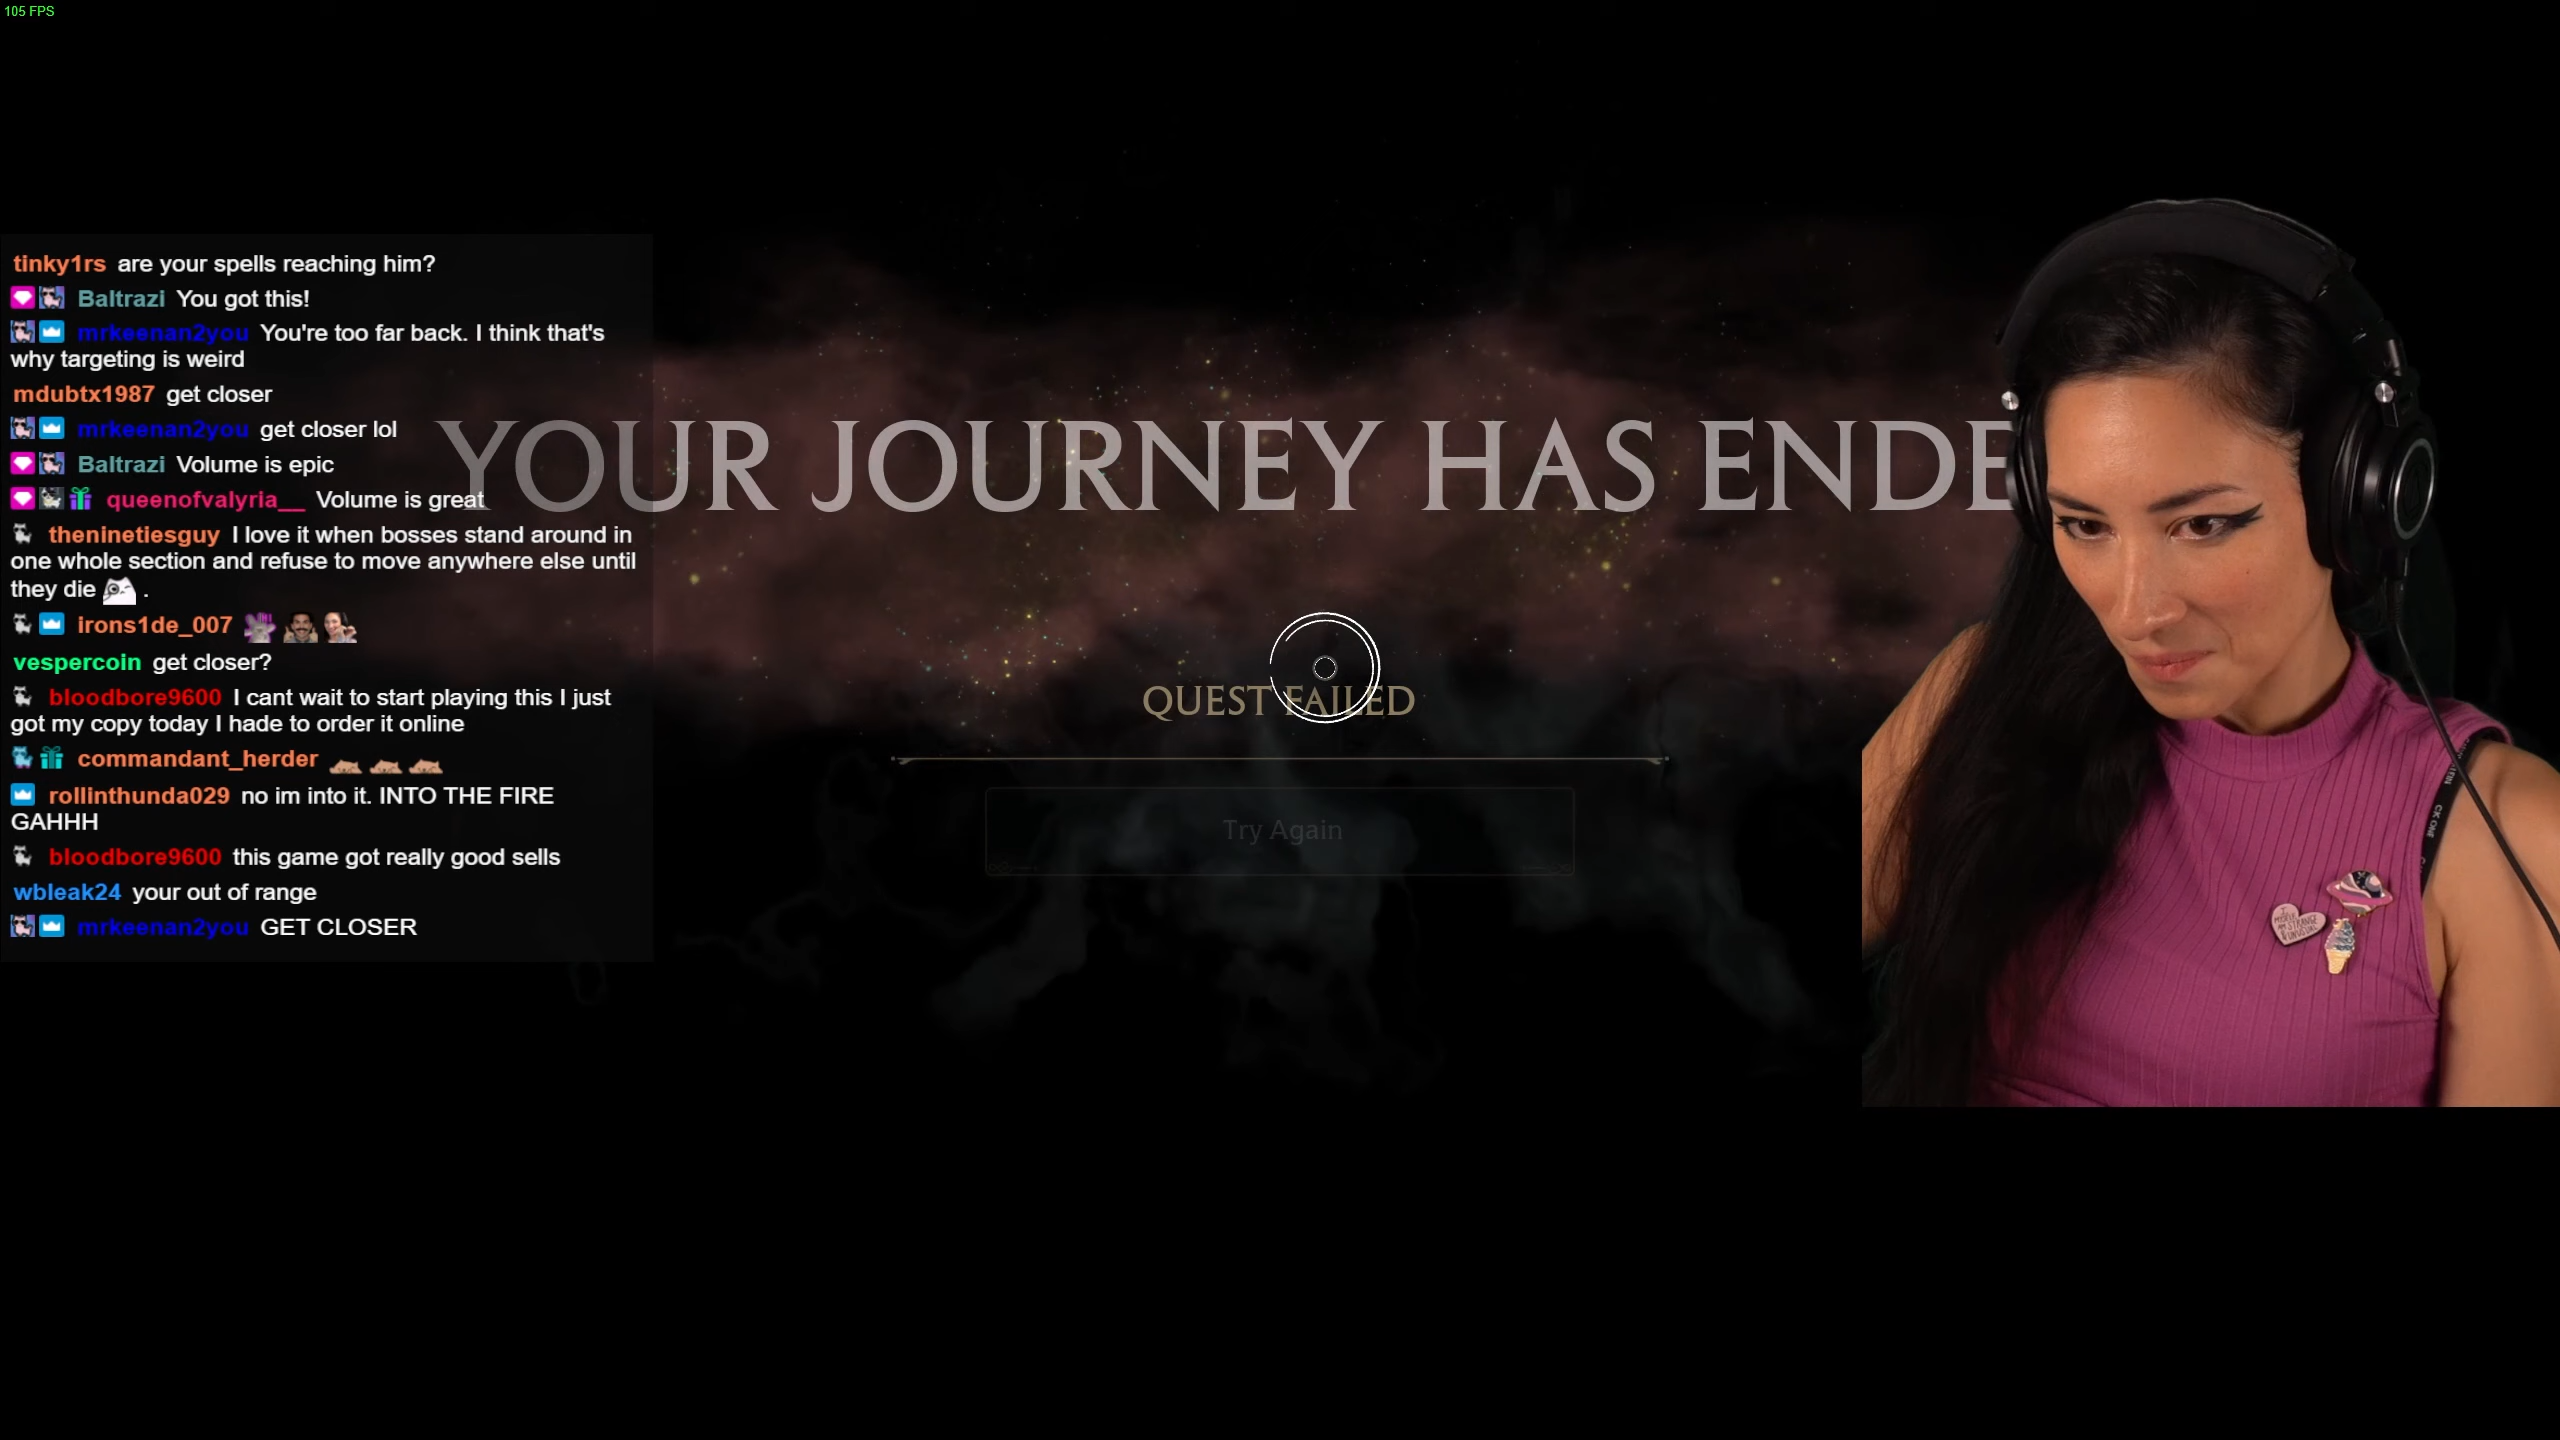 105 FPS
tinky1rs are your spells reaching him?
Baltrazi You got this!
mrkeenan2you You're too far back. I think that's
why targeting is weird
mdubtx1987 get closer
mrkeenan2you get closer lol
Baltrazi Volume is epic
queenofvalyria__ Volume is great
theninetiesguy I love it when bosses stand around in
one whole section and refuse to move anywhere else until
they die .
irons1de_007
vespercoin get closer?
bloodbore9600 I cant wait to start playing this I just
got my copy today I hade to order it online
commandant_herder
rollinthunda029 no im into it. INTO THE FIRE
GAHHH
bloodbore9600 this game got really good sells
wbleak24 your out of range
mrkeenan2you GET CLOSER
YOUR JOURNEY HAS ENDE
QUEST FAILED
Try Again
CK ONE
MYSELF
STRANGE
& UNUSUAL